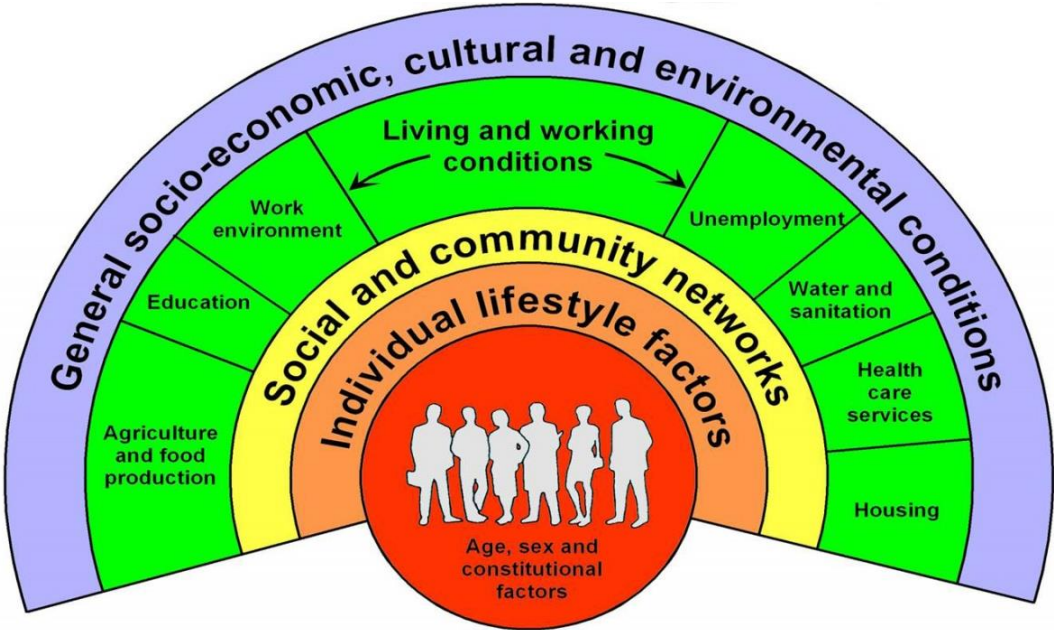 General socio-economic, cultural and environmental conditions
Living and working
conditions
Work
environment
Unemployment
Education
Water and
sanitation
Agriculture
and food
production
Health
care
services
Housing
Social and community networks
Individual lifestyle factors
Age, sex and
constitutional
factors